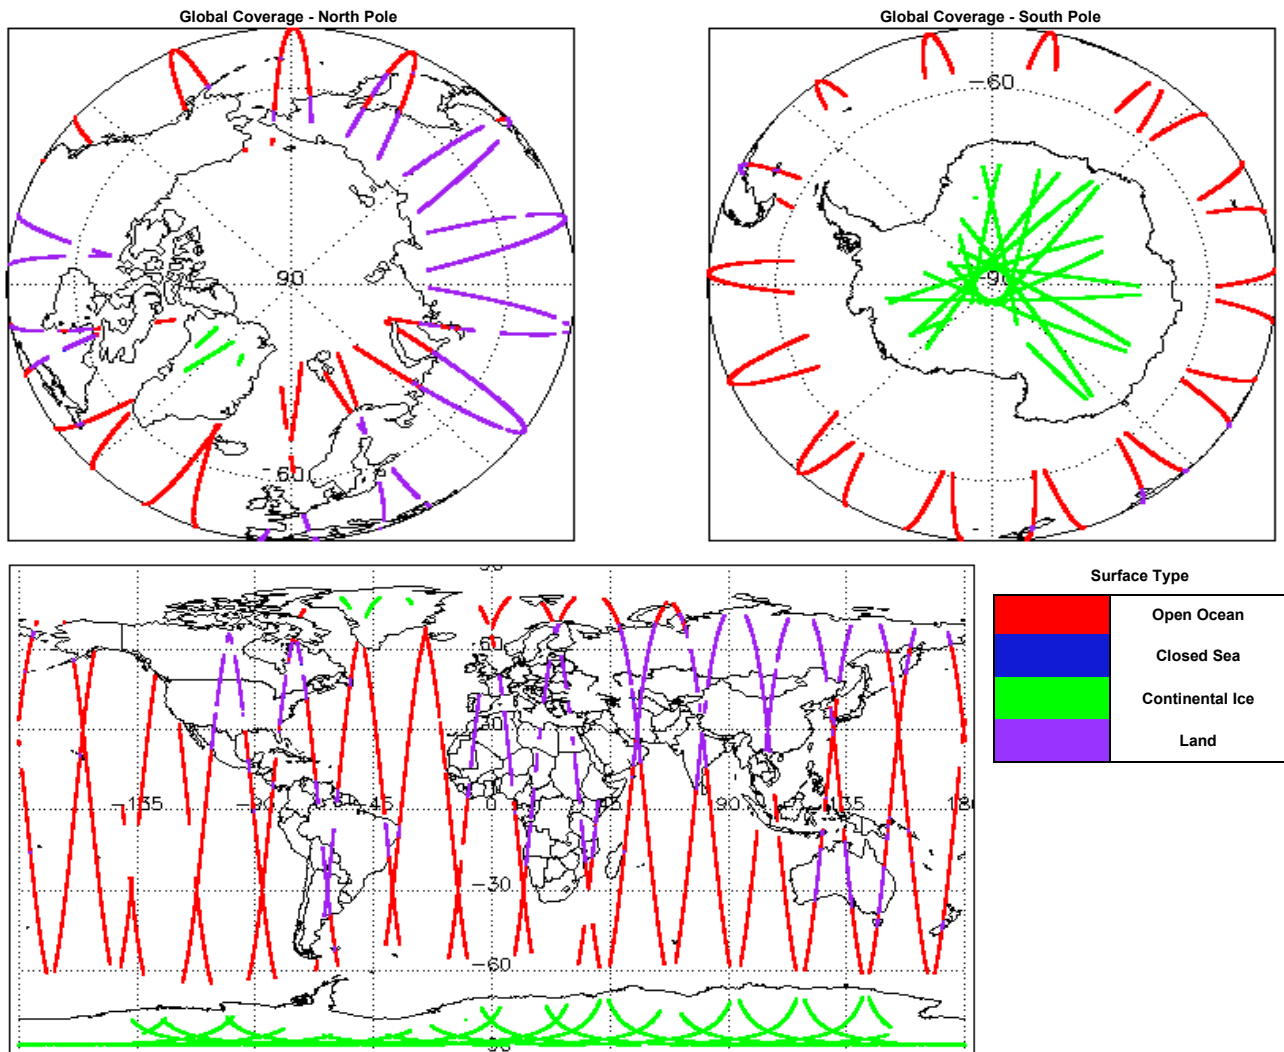 Global Coverage - North Pole
Global Coverage - South Pole
90
-60
-60
-90
Surface Type
Open Ocean
Closed Sea
Continental Ice
Land
60
30
-135
-90
-45
0
45
90
135
180
-30
-60